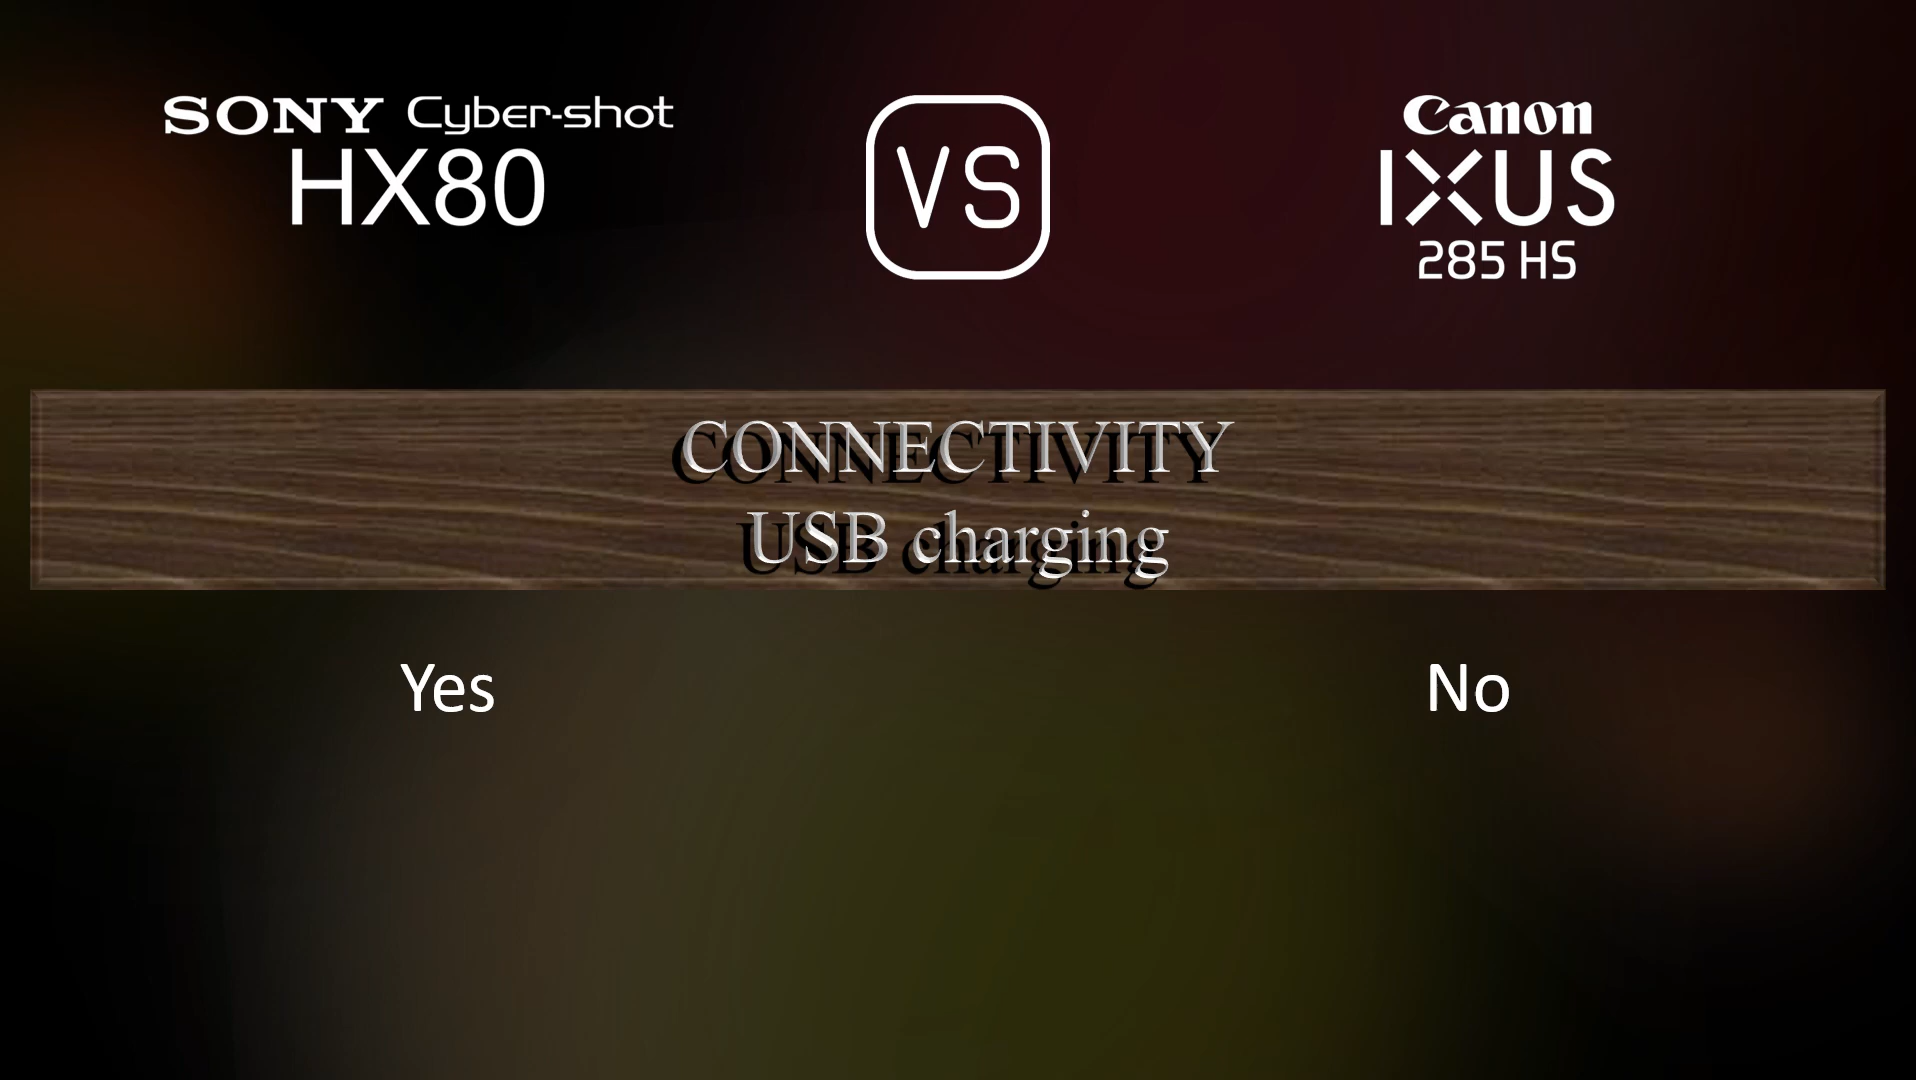 SONY Cyber-shot
HX80
VS
Canon
IXUS
285 HS
CONNECTIVITY
USB charging
Yes
No